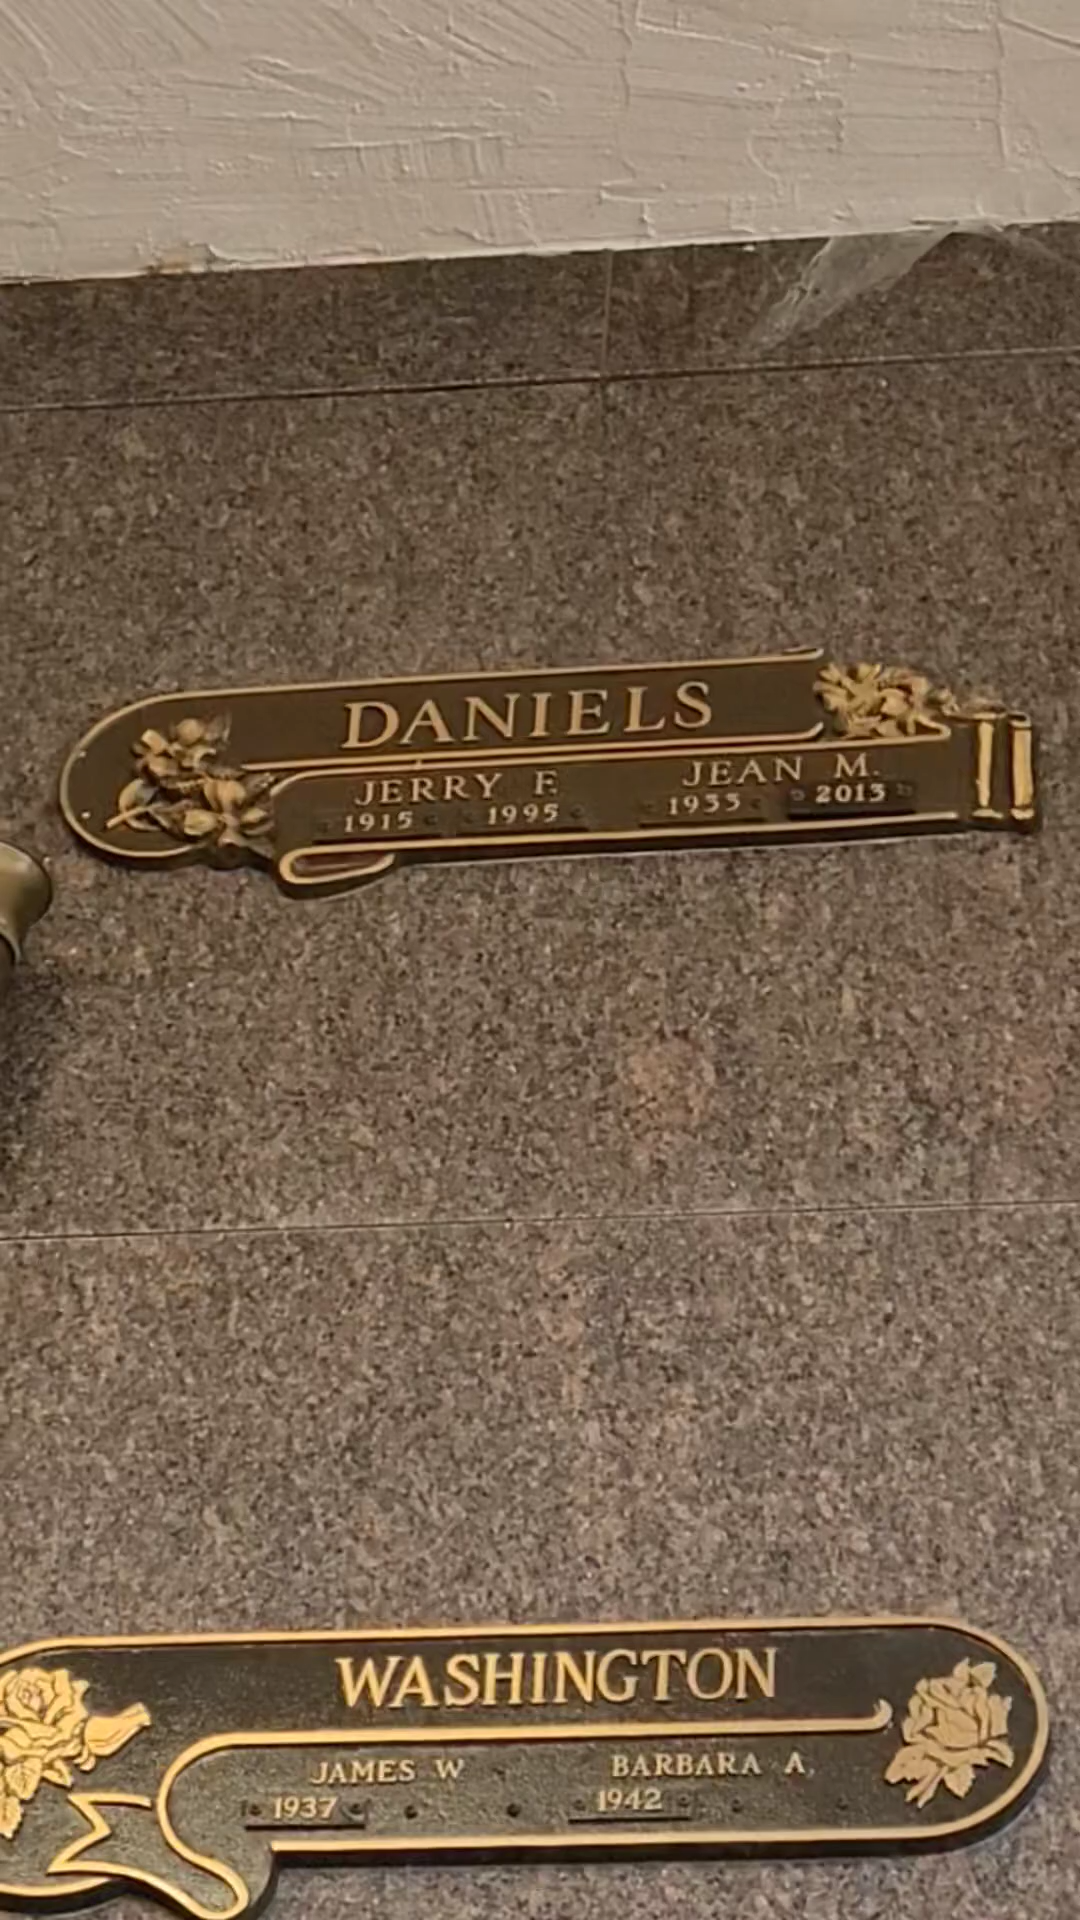 DANIELS
JERRY F. JEAN M.
1915 1995 1933 2013
WASHINGTON
JAMES W BARBARA A.
1937 1942